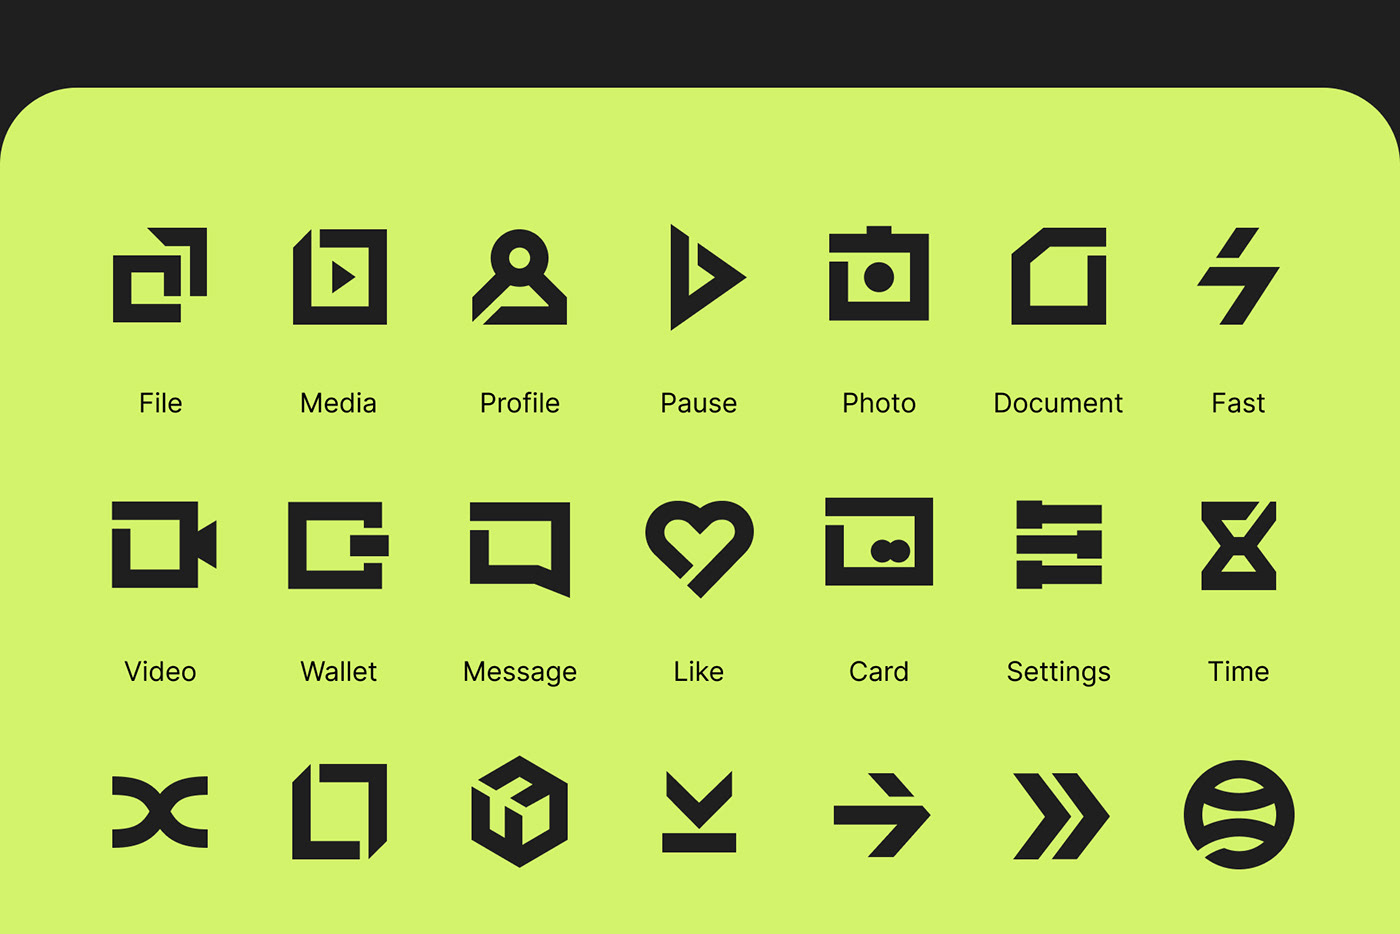 File
Media
Profile
Pause
Photo
Document
Fast
Video
Wallet
Message
Like
Card
Settings
Time